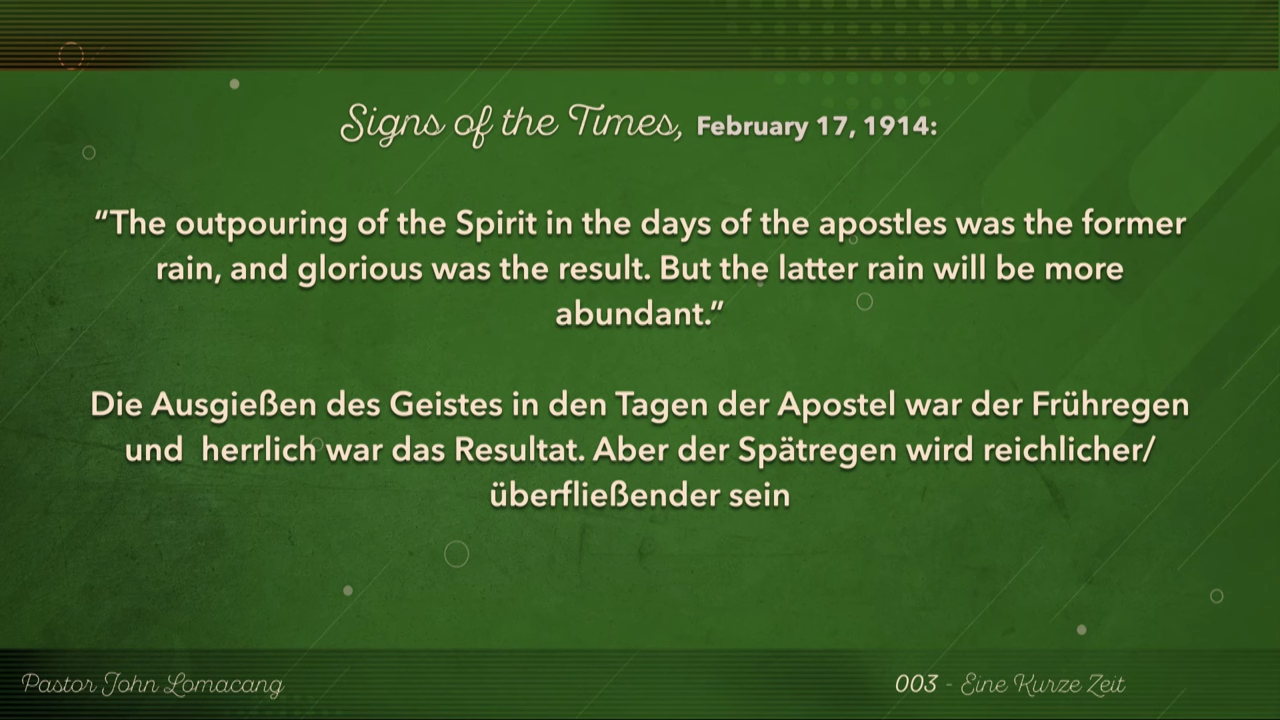 Signs of the Times, February 17, 1914:
“The outpouring of the Spirit in the days of the apostles was the former
rain, and glorious was the result. But the latter rain will be more
abundant.”
Die Ausgießen des Geistes in den Tagen der Apostel war der Frühregen
und  herrlich war das Resultat. Aber der Spätregen wird reichlicher/
überfließender sein
Pastor John Lomacang
003 - Eine Kurze Zeit